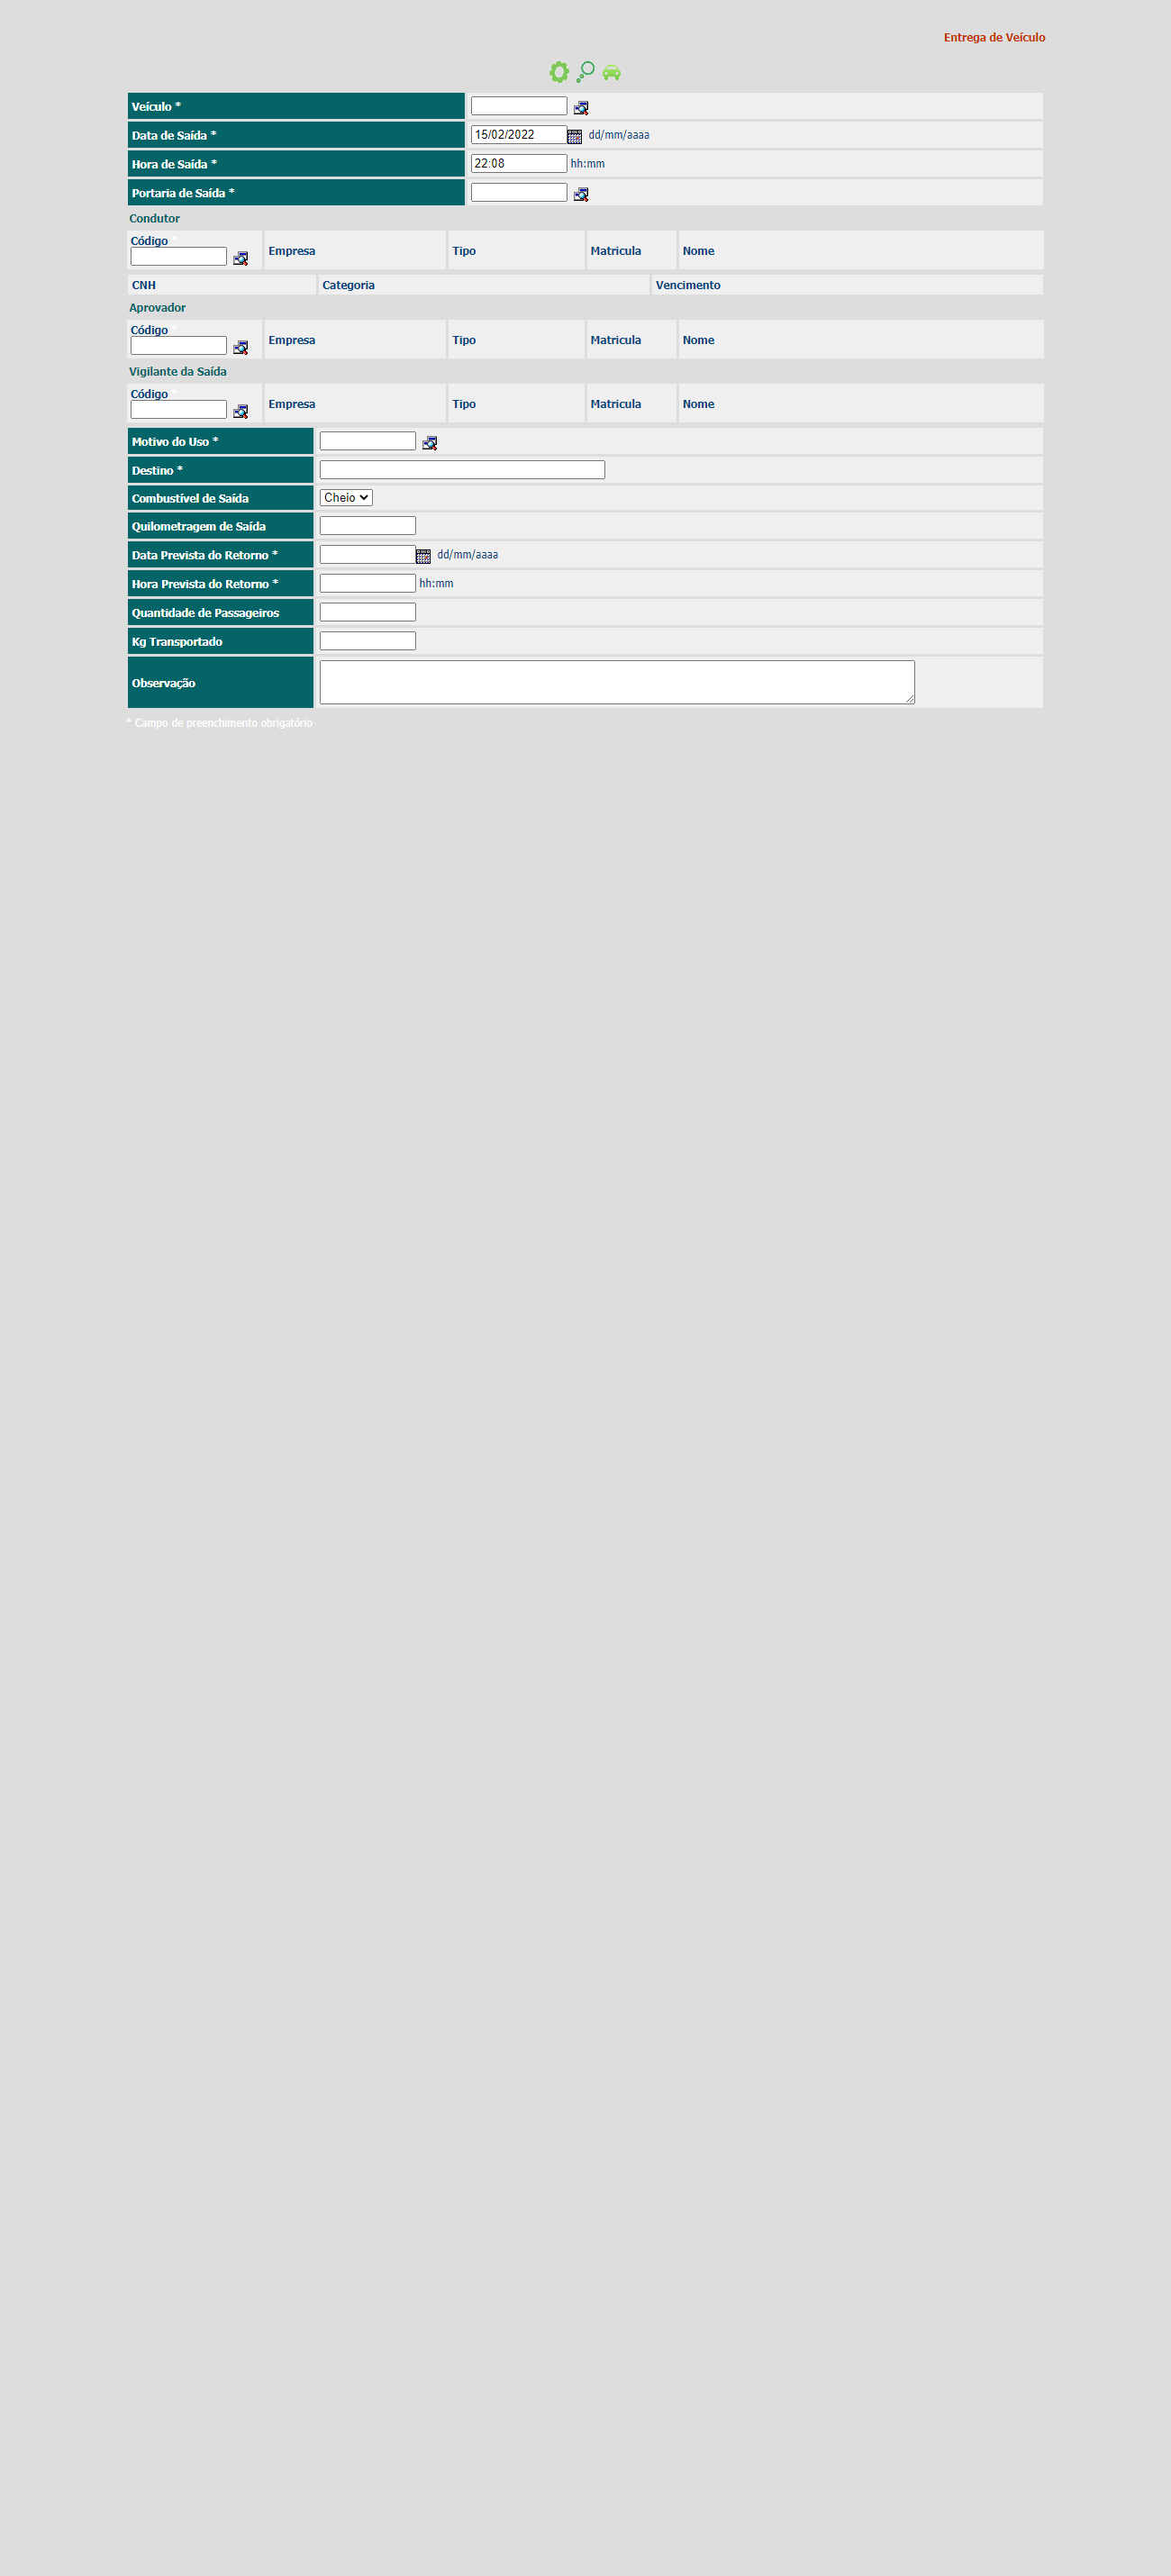 Entrega de Veículo
Veículo *
Data de Saída * 15/02/2022 dd/mm/aaaa
Hora de Saída * 22:08 hh:mm
Portaria de Saída *
Condutor
Código * Empresa Tipo Matricula Nome
CNH Categoria Vencimento
Aprovador
Código * Empresa Tipo Matricula Nome
Vigilante da Saída
Código * Empresa Tipo Matricula Nome
Motivo do Uso *
Destino *
Combustível de Saída Cheio
Quilometragem de Saída
Data Prevista do Retorno * dd/mm/aaaa
Hora Prevista do Retorno * hh:mm
Quantidade de Passageiros
Kg Transportado
Observação
* Campo de preenchimento obrigatório